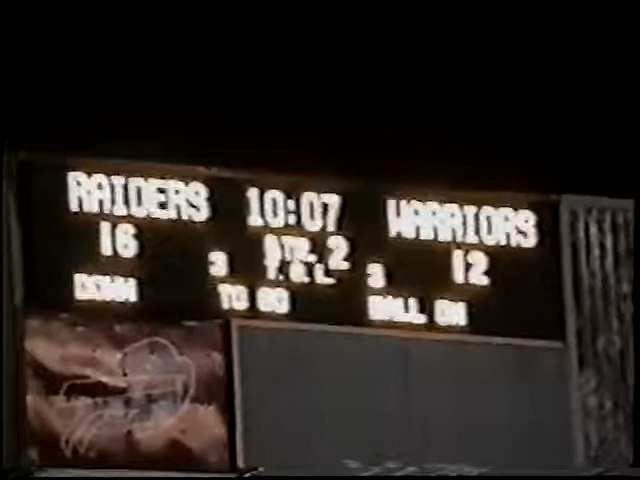 RAIDERS 10:07 WARRIORS
16 QTR. 2 12
3 T.O.L. 3
DOWN TO GO BALL ON